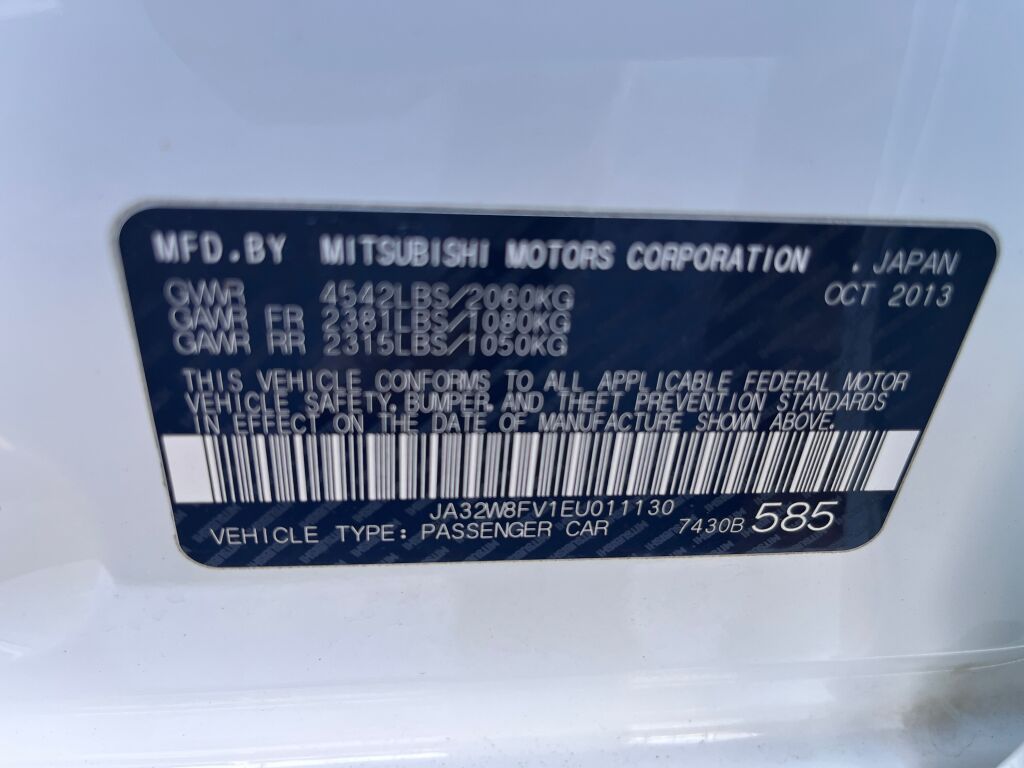 MFD.BY MITSUBISHI MOTORS CORPORATION . JAPAN
GVWR 4542LBS/2060KG OCT 2013
GAWR FR 2381LBS/1080KG
GAWR RR 2315LBS/1050KG
THIS VEHICLE CONFORMS TO ALL APPLICABLE FEDERAL MOTOR
VEHICLE SAFETY,BUMPER,AND THEFT PREVENTION STANDARDS
IN EFFECT ON THE DATE OF MANUFACTURE SHOWN ABOVE.
JA32W8FV1EU011130
VEHICLE TYPE: PASSENGER CAR 7430B 585